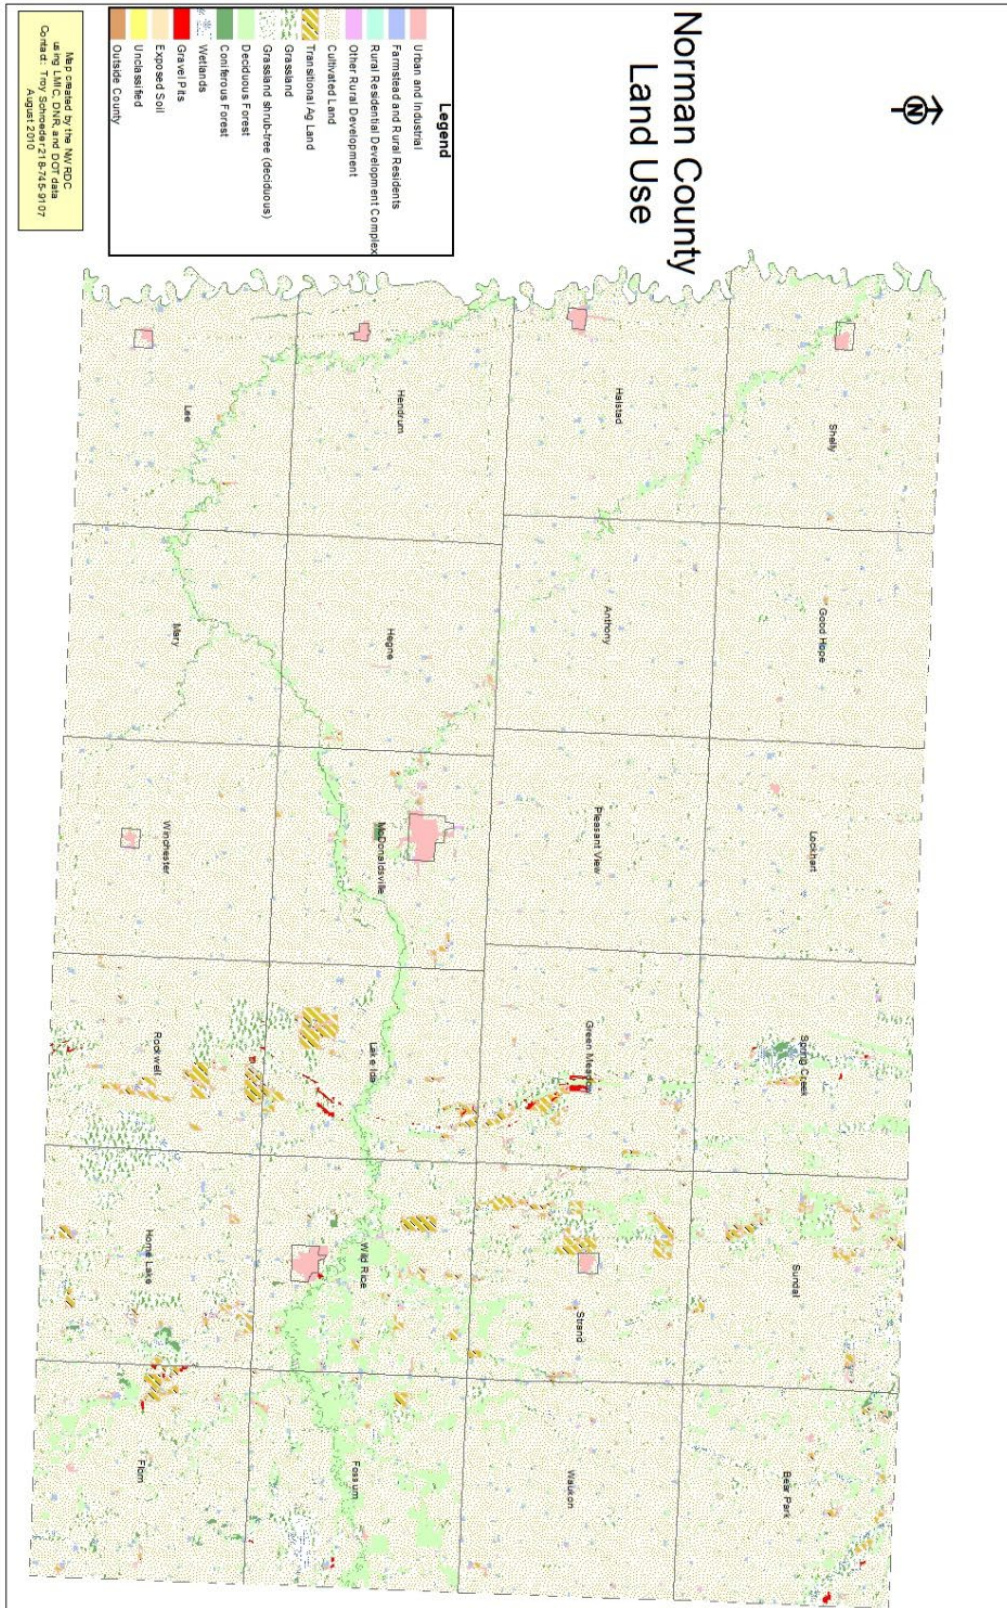 Norman County
Land Use
N
Legend
Urban and Industrial
Farmstead and Rural Residents
Rural Residential Development Complex
Other Rural Development
Cultivated Land
Transitional Ag Land
Grassland
Grassland shrub-tree (deciduous)
Deciduous Forest
Coniferous Forest
Wetlands
Gravel Pits
Exposed Soil
Unclassified
Outside County
Map created by the NWRDC
using LMIC, DNR, and DOT data
Contact: Troy Schroeder 218-745-9107
August 2010
Shelly
Good Hope
Lockhart
Spring Creek
Sundal
Bear Park
Halstad
Anthony
Pleasant View
Green Meadow
Strand
Waukon
Hendrum
Hegne
McDonaldsville
Lake Ida
Wild Rice
Fossum
Lee
Mary
Winchester
Rockwell
Home Lake
Flom